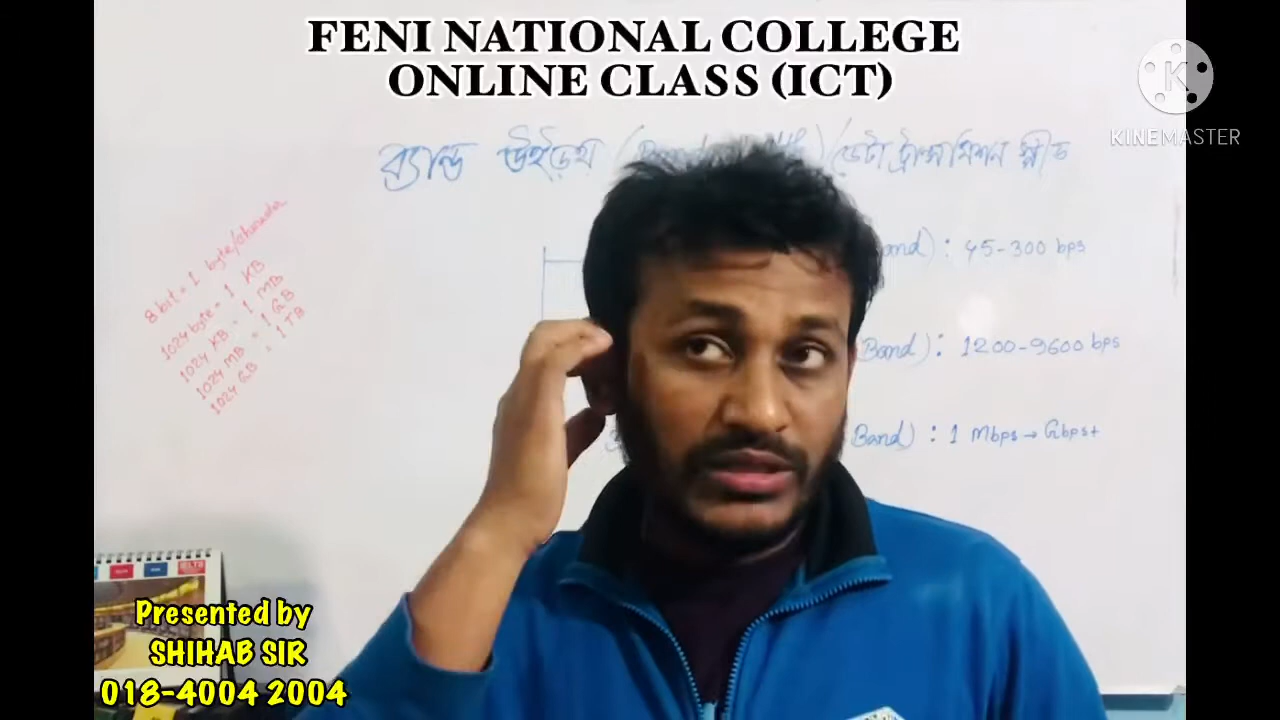 FENI NATIONAL COLLEGE
ONLINE CLASS (ICT)
KINEMASTER
ব্যান্ড উইড্থ (Band) (ডেটা ট্রান্সমিশন স্পীড
8 bit = 1 byte/character
1024 byte = 1 KB
1024 KB = 1 MB
1024 MB = 1 GB
1024 GB = 1 TB
Band) : 45-300 bps
Band) : 1200-9600 bps
Band) : 1 Mbps → Gbps+
Presented by
SHIHAB SIR
018-4004 2004